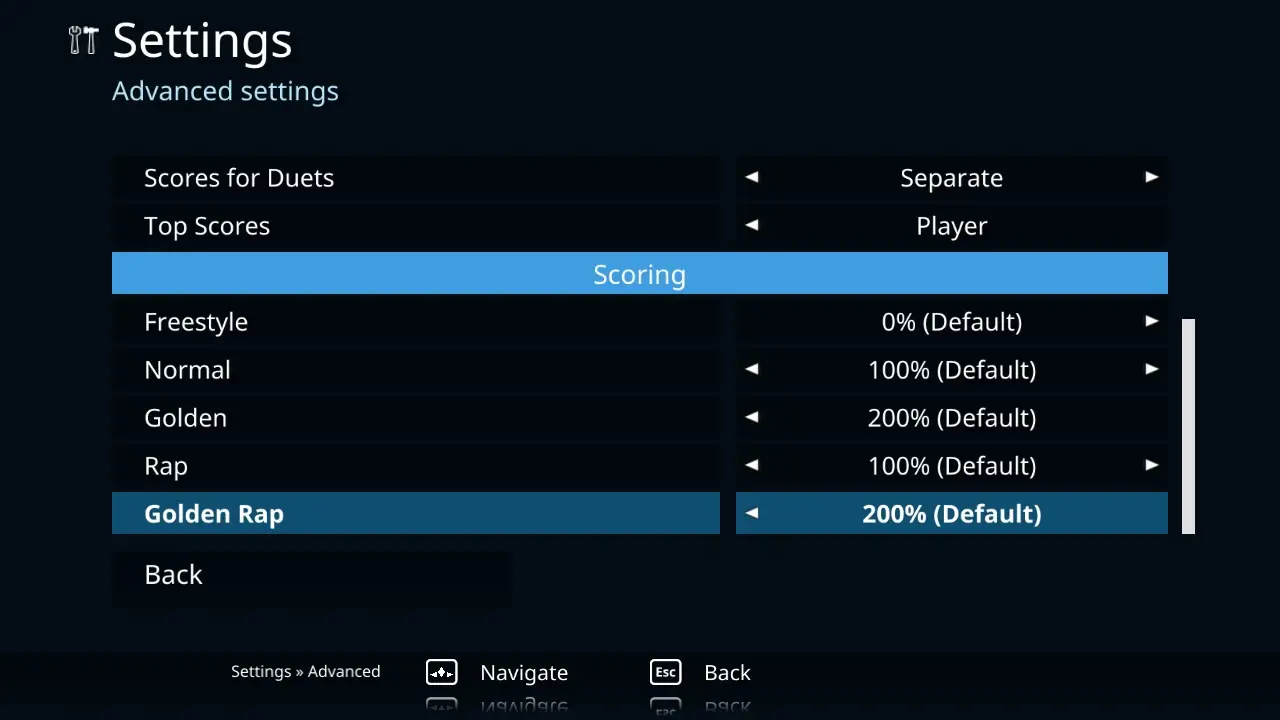 Settings
Advanced settings
Scores for Duets Separate
Top Scores Player
Scoring
Freestyle 0% (Default)
Normal 100% (Default)
Golden 200% (Default)
Rap 100% (Default)
Golden Rap 200% (Default)
Back
Settings » Advanced Navigate Esc Back